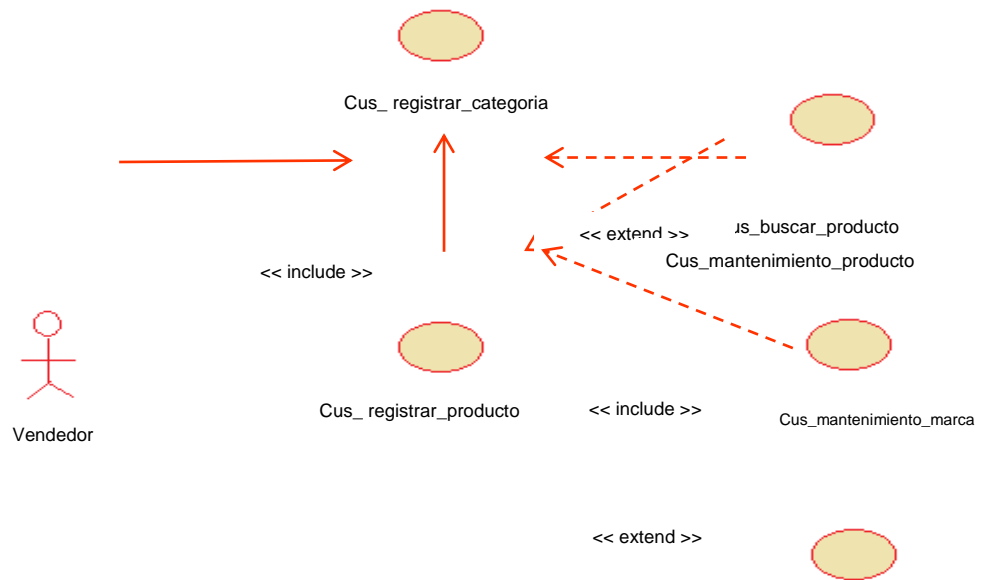 Cus_ registrar_categoria
us_buscar_producto
<< extend >>
Cus_mantenimiento_producto
<< include >>
Cus_ registrar_producto
<< include >>
Cus_mantenimiento_marca
Vendedor
<< extend >>